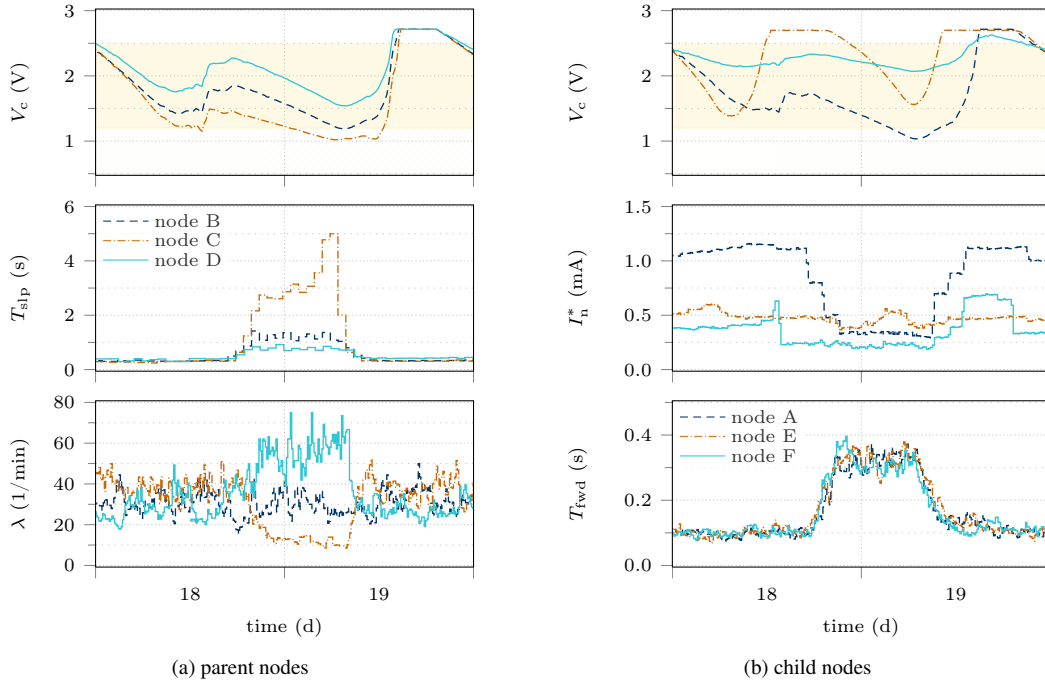 3
2
1
V_c (V)
3
2
1
V_c (V)
6
4
2
0
T_slp (s)
node B
node C
node D
1.5
1.0
0.5
0
I_n^* (mA)
80
60
40
20
0
λ (1/min)
18
19
time (d)
0.4
0.2
0.0
T_fwd (s)
node A
node E
node F
18
19
time (d)
(a) parent nodes
(b) child nodes